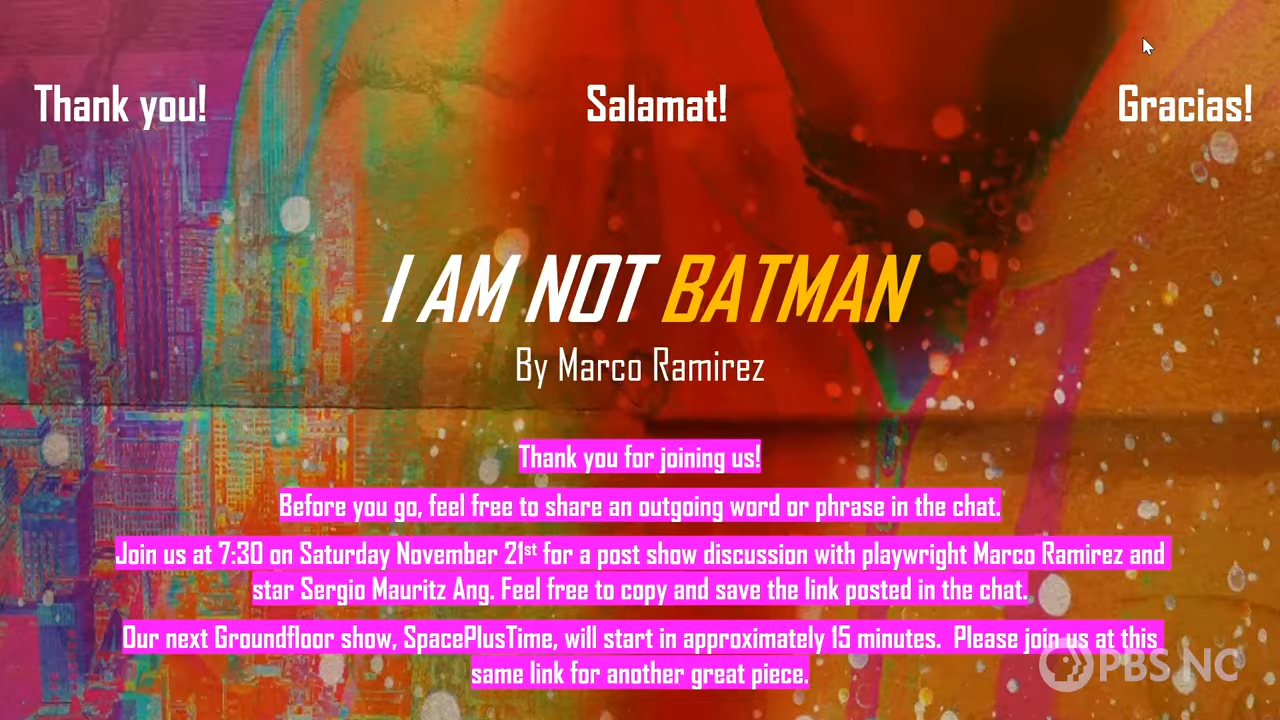 Thank you! Salamat! Gracias!
I AM NOT BATMAN
By Marco Ramirez
Thank you for joining us!
Before you go, feel free to share an outgoing word or phrase in the chat.
Join us at 7:30 on Saturday November 21st for a post show discussion with playwright Marco Ramirez and
star Sergio Mauritz Ang. Feel free to copy and save the link posted in the chat.
Our next Groundfloor show, SpacePlusTime, will start in approximately 15 minutes.  Please join us at this
same link for another great piece.
PBS NC